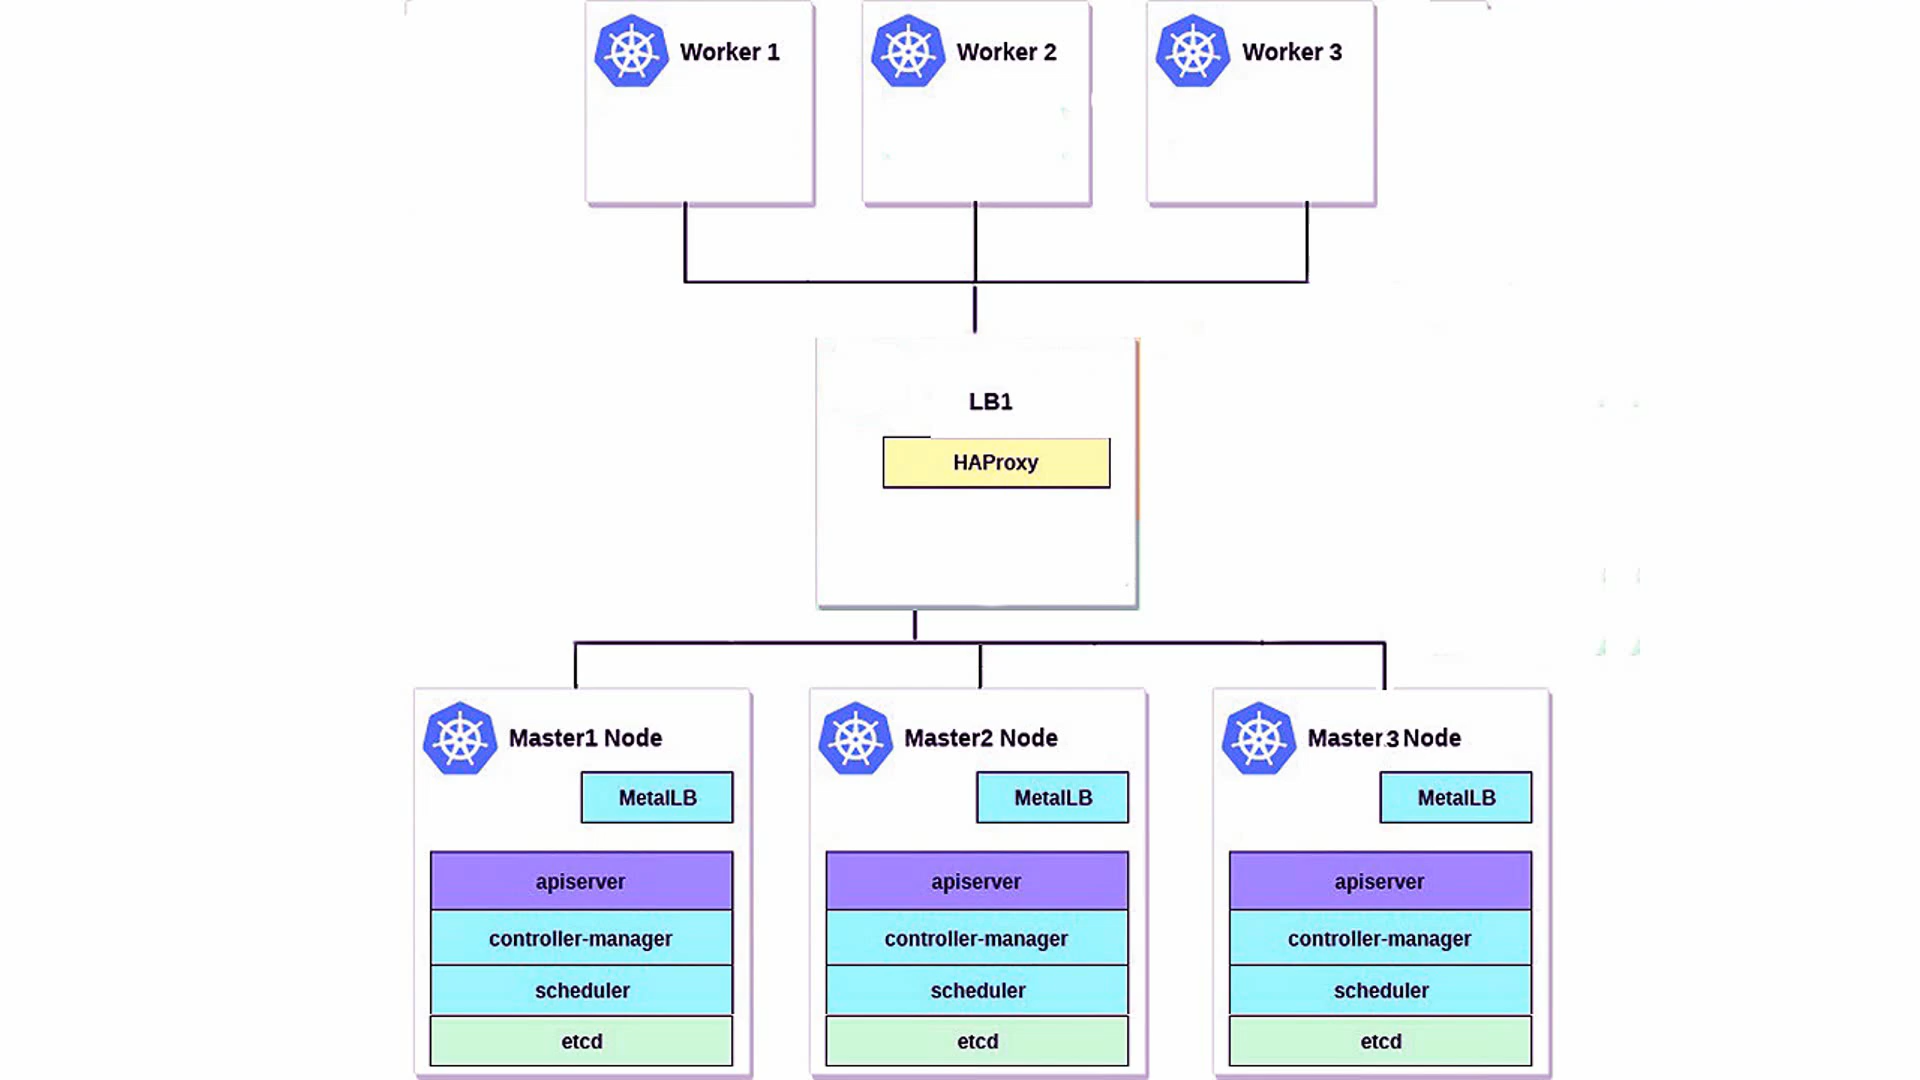 Worker 1
Worker 2
Worker 3
LB1
HAProxy
Master1 Node
MetalLB
apiserver
controller-manager
scheduler
etcd
Master2 Node
MetalLB
apiserver
controller-manager
scheduler
etcd
Master3 Node
MetalLB
apiserver
controller-manager
scheduler
etcd